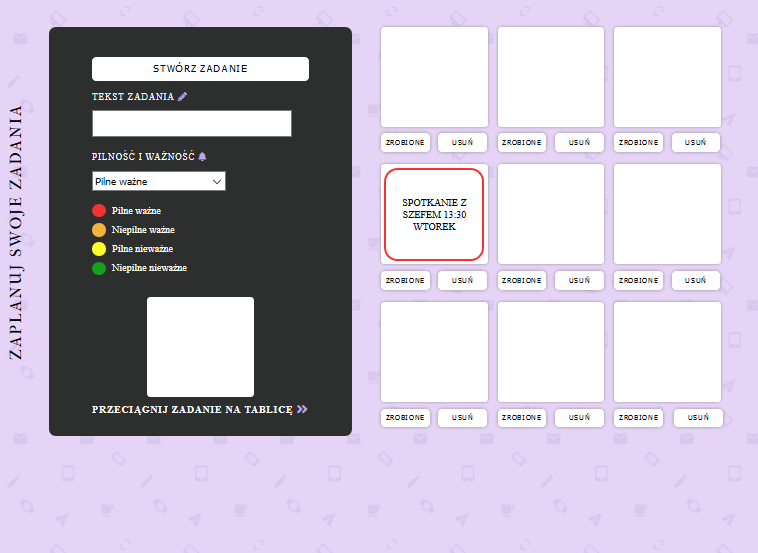 ZAPLANUJ SWOJE ZADANIA
STWÓRZ ZADANIE
TEKST ZADANIA
PILNOŚĆ I WAŻNOŚĆ
Pilne ważne
Pilne ważne
Niepilne ważne
Pilne nieważne
Niepilne nieważne
PRZECIĄGNIJ ZADANIE NA TABLICĘ
ZROBIONE USUŃ ZROBIONE USUŃ ZROBIONE USUŃ
SPOTKANIE Z
SZEFEM 13:30
WTOREK
ZROBIONE USUŃ ZROBIONE USUŃ ZROBIONE USUŃ
ZROBIONE USUŃ ZROBIONE USUŃ ZROBIONE USUŃ